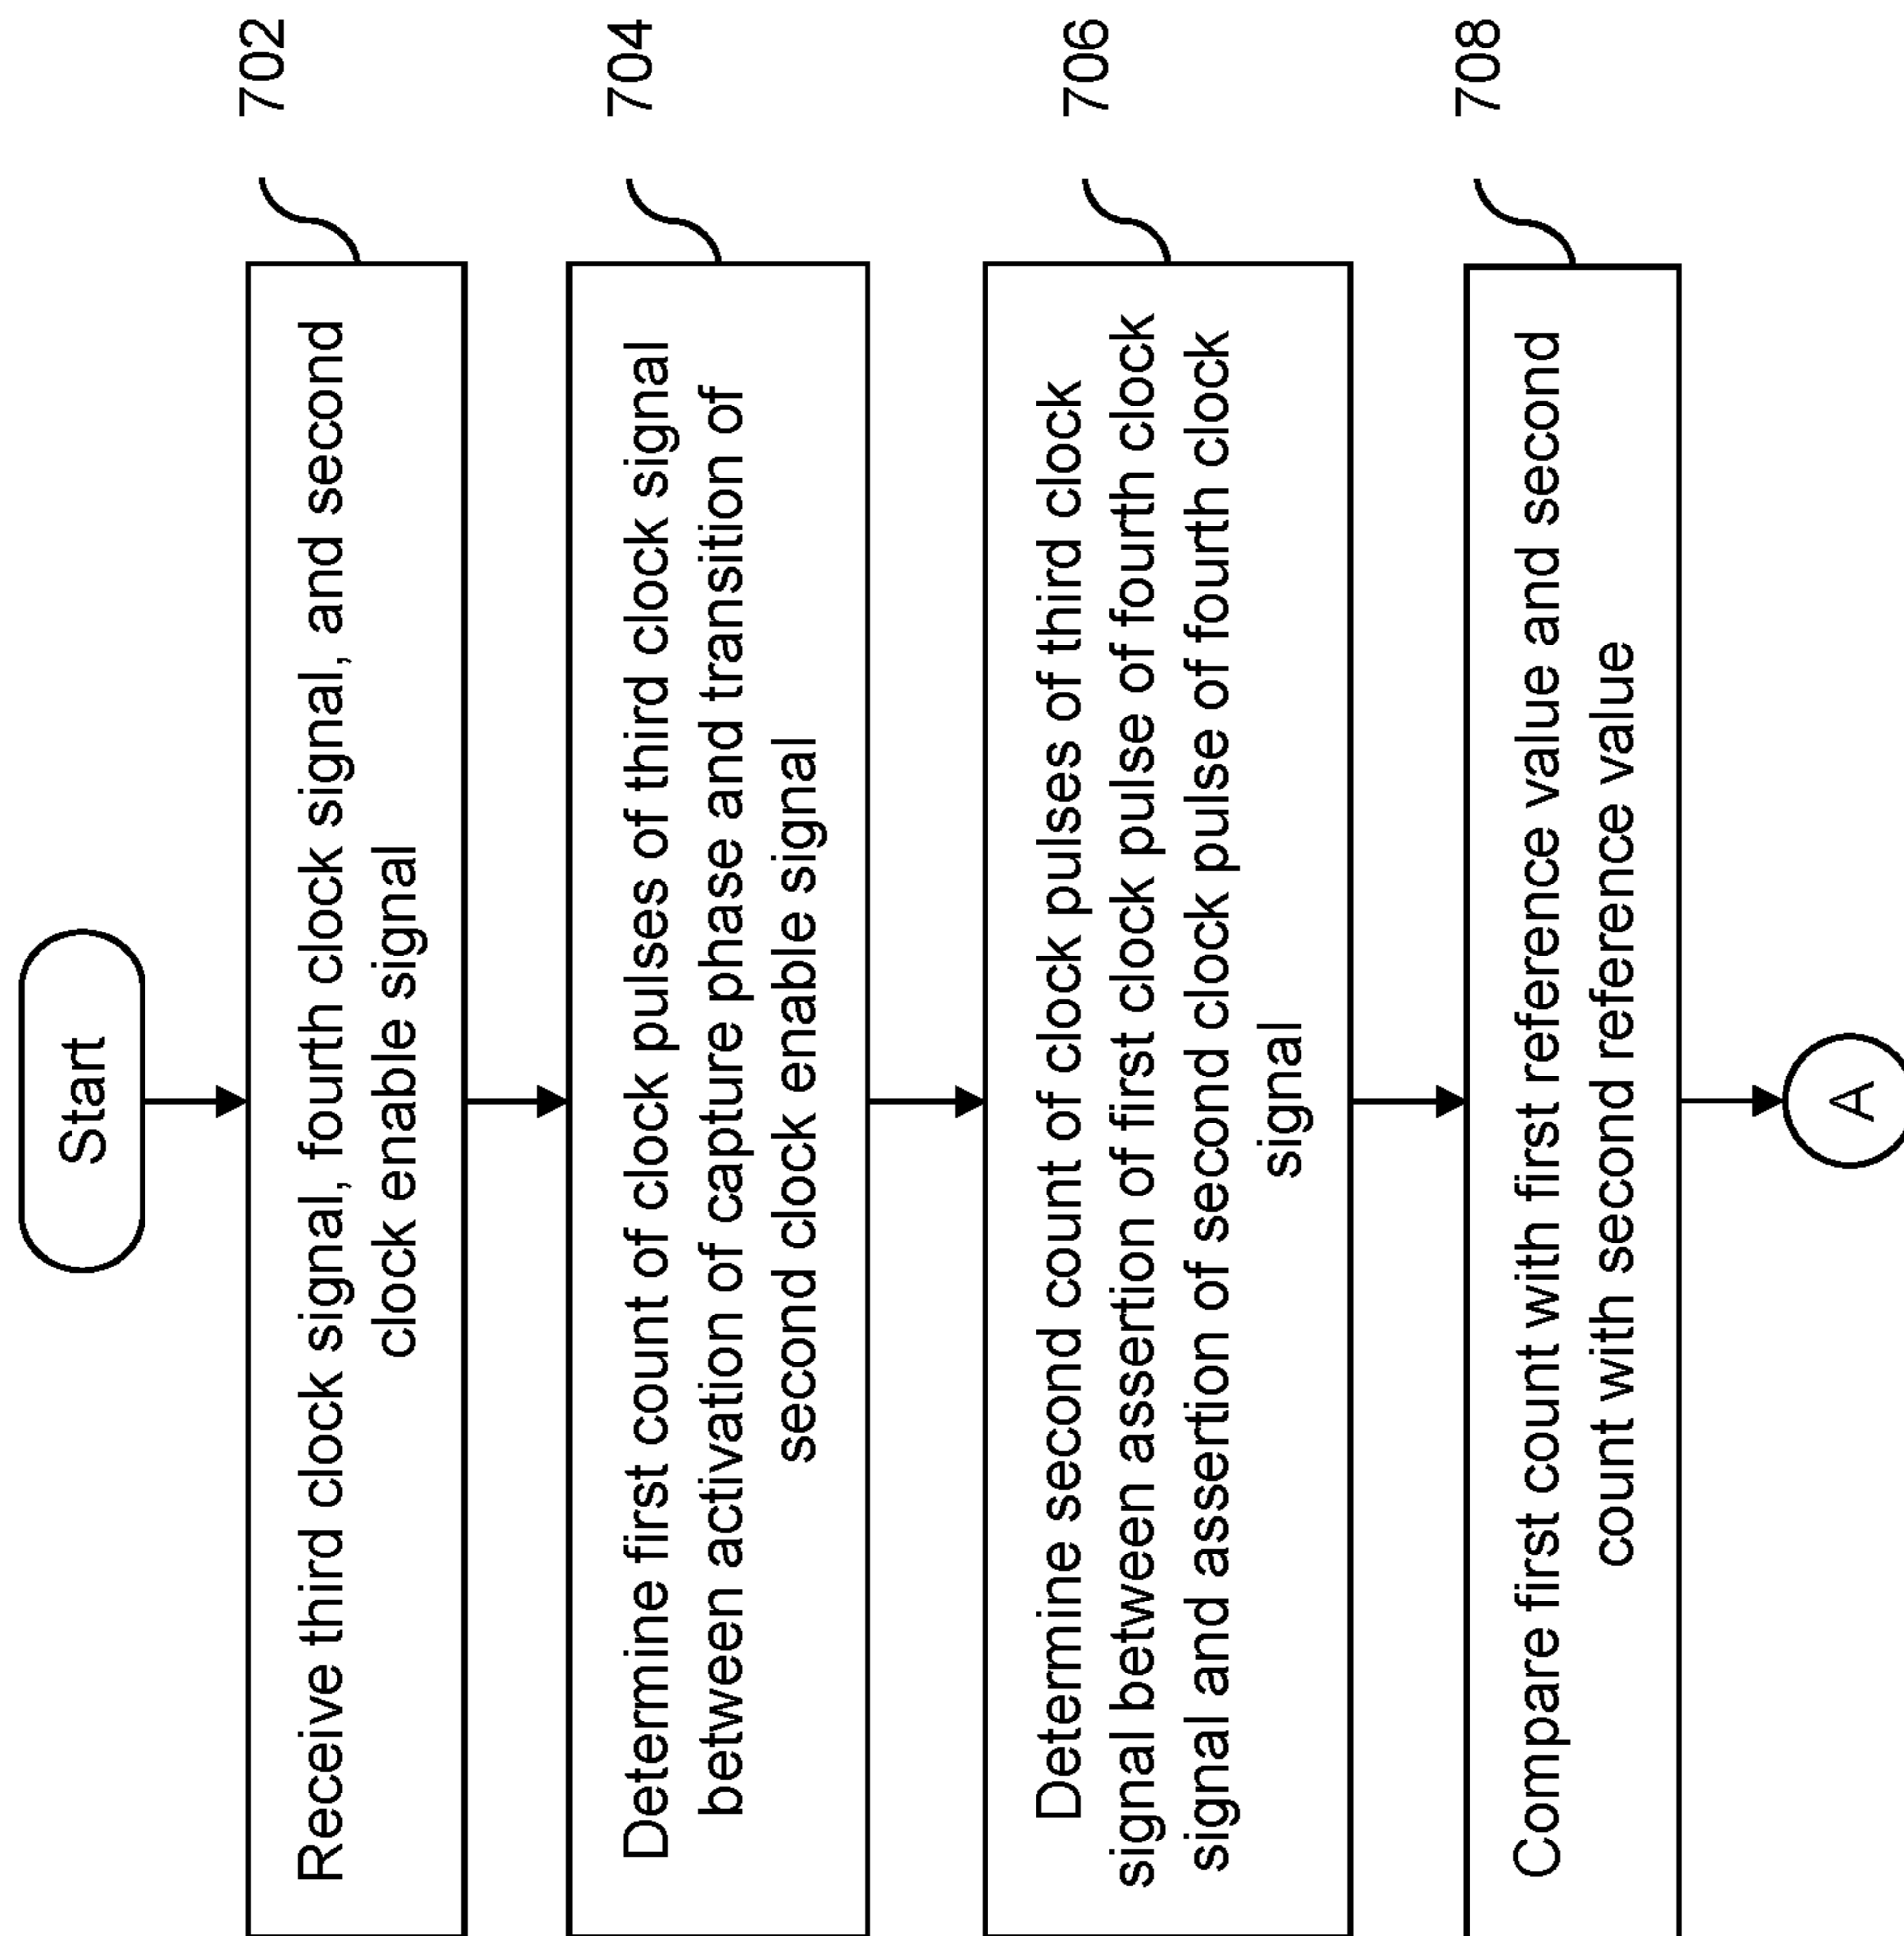 Start
702
Receive third clock signal, fourth clock signal, and second
clock enable signal
704
Determine first count of clock pulses of third clock signal
between activation of capture phase and transition of
second clock enable signal
706
Determine second count of clock pulses of third clock
signal between assertion of first clock pulse of fourth clock
signal and assertion of second clock pulse of fourth clock
signal
708
Compare first count with first reference value and second
count with second reference value
A